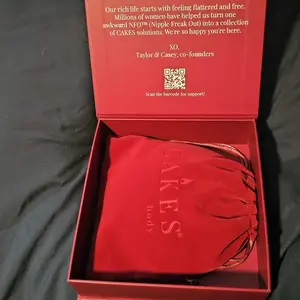 Our rich life starts with feeling flattered and free.
Millions of women have helped us turn one
awkward NFO™ (Nipple Freak Out) into a collection
of CAKES solutions. We're so happy you're here.
XO,
Taylor & Casey, co-founders
Scan the barcode for support!
CAKES®
body